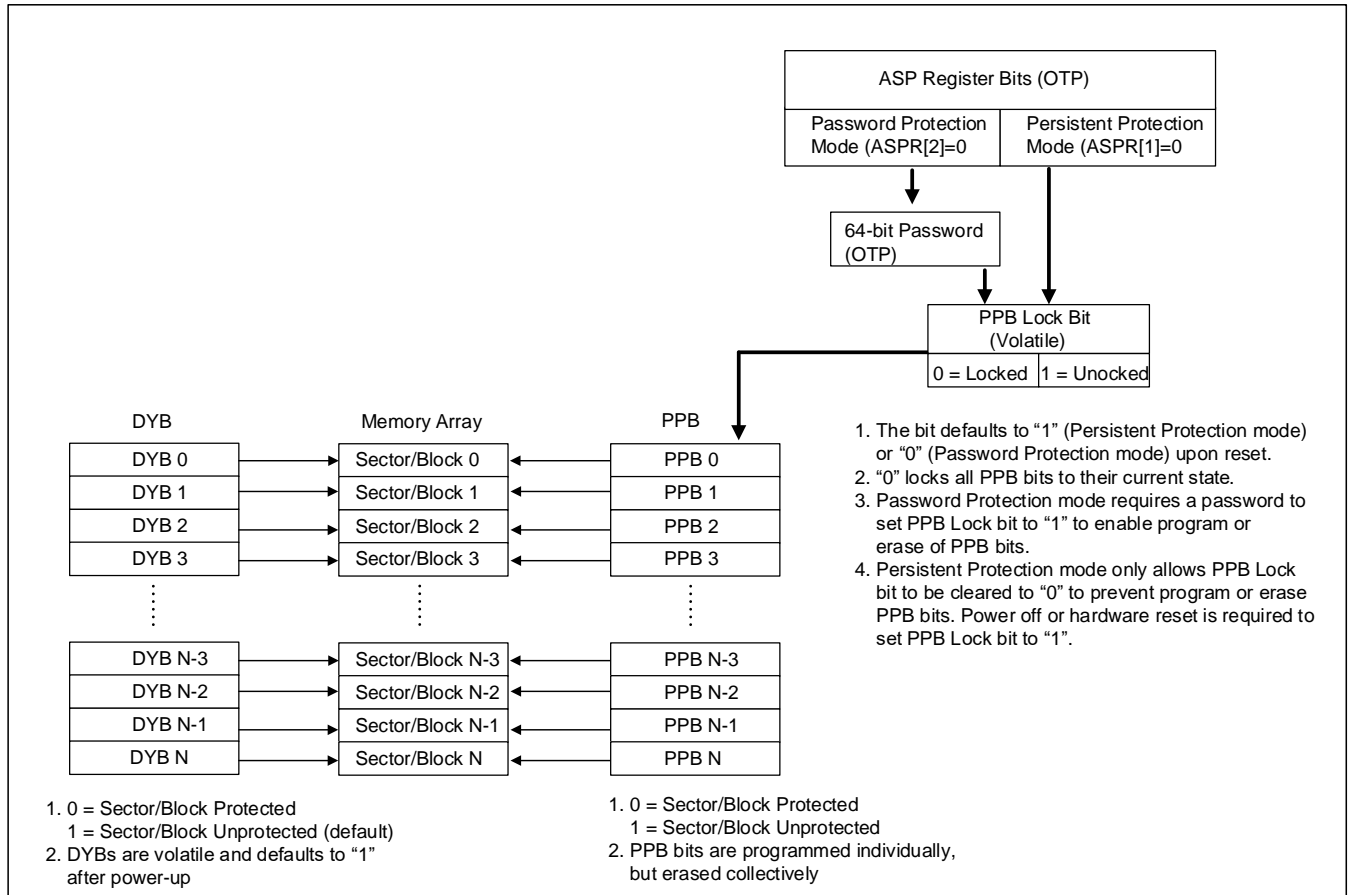 ASP Register Bits (OTP)
Password Protection
Mode (ASPR[2]=0
Persistent Protection
Mode (ASPR[1]=0
64-bit Password
(OTP)
PPB Lock Bit
(Volatile)
0 = Locked
1 = Unocked
1. The bit defaults to “1” (Persistent Protection mode)
or “0” (Password Protection mode) upon reset.
2. “0” locks all PPB bits to their current state.
3. Password Protection mode requires a password to
set PPB Lock bit to “1” to enable program or
erase of PPB bits.
4. Persistent Protection mode only allows PPB Lock
bit to be cleared to “0” to prevent program or erase
PPB bits. Power off or hardware reset is required to
set PPB Lock bit to “1”.
DYB Memory Array PPB
DYB 0 Sector/Block 0 PPB 0
DYB 1 Sector/Block 1 PPB 1
DYB 2 Sector/Block 2 PPB 2
DYB 3 Sector/Block 3 PPB 3
DYB N-3 Sector/Block N-3 PPB N-3
DYB N-2 Sector/Block N-2 PPB N-2
DYB N-1 Sector/Block N-1 PPB N-1
DYB N Sector/Block N PPB N
1. 0 = Sector/Block Protected
1 = Sector/Block Unprotected (default)
2. DYBs are volatile and defaults to “1”
after power-up
1. 0 = Sector/Block Protected
1 = Sector/Block Unprotected
2. PPB bits are programmed individually,
but erased collectively